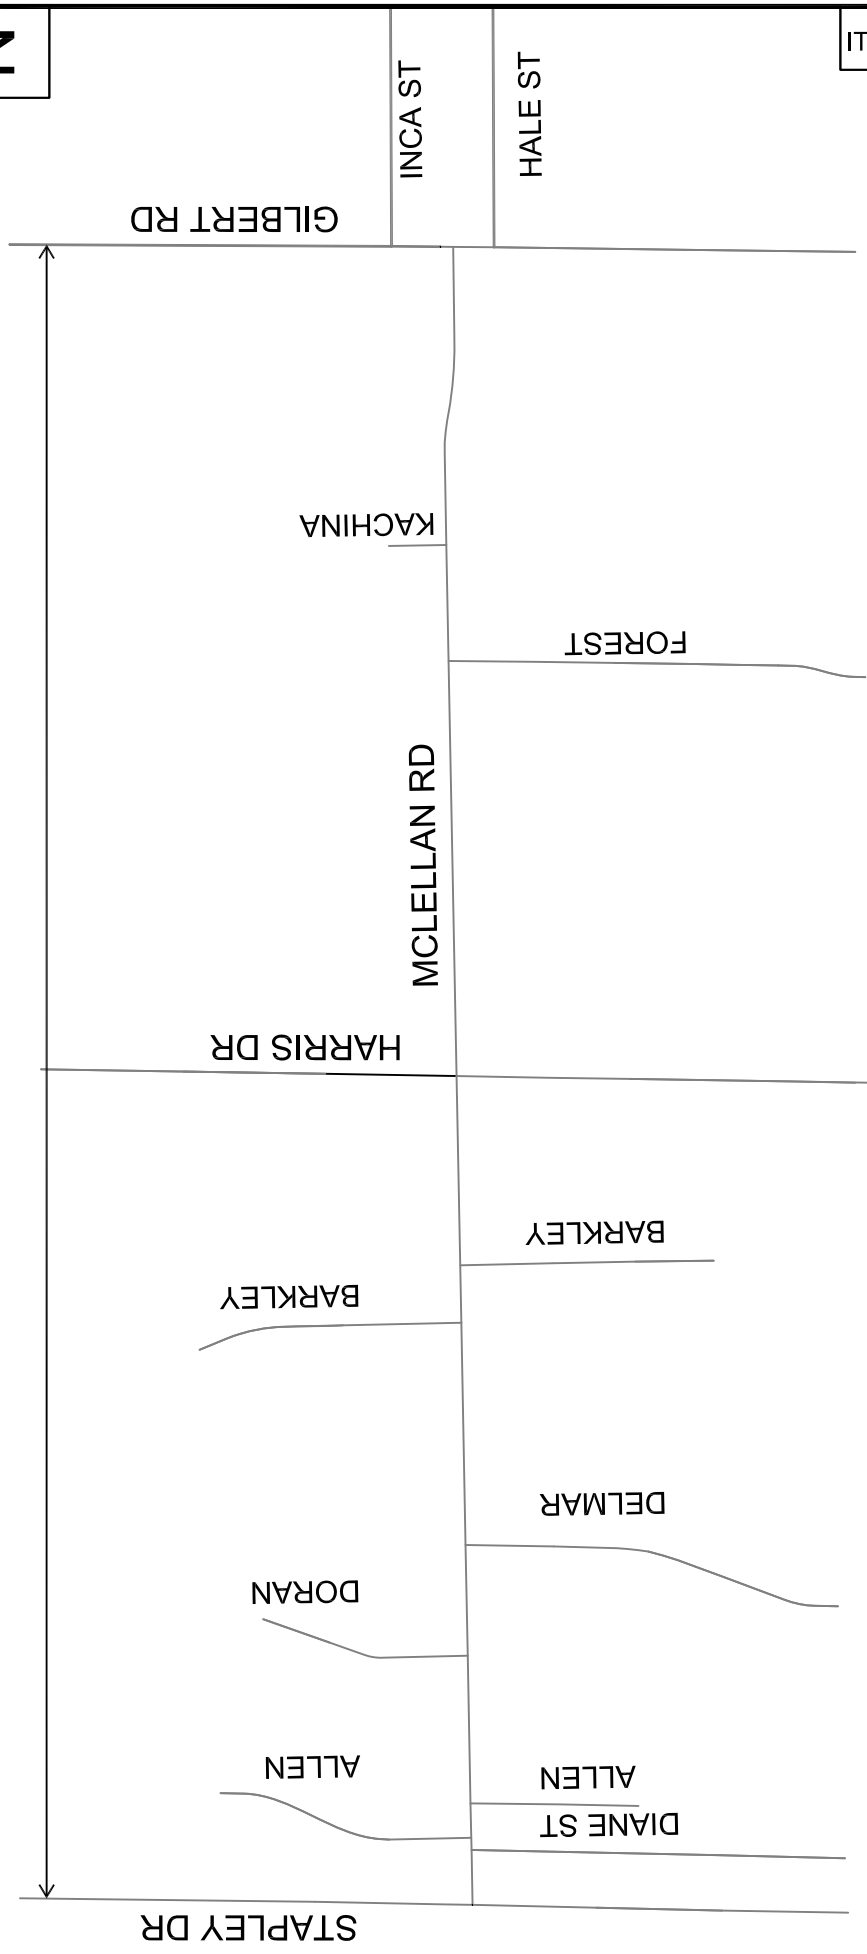 INCA ST
HALE ST
GILBERT RD
KACHINA
FOREST
MCLELLAN RD
HARRIS DR
BARKLEY
BARKLEY
DELMAR
DORAN
ALLEN
ALLEN
DIANE ST
STAPLEY DR